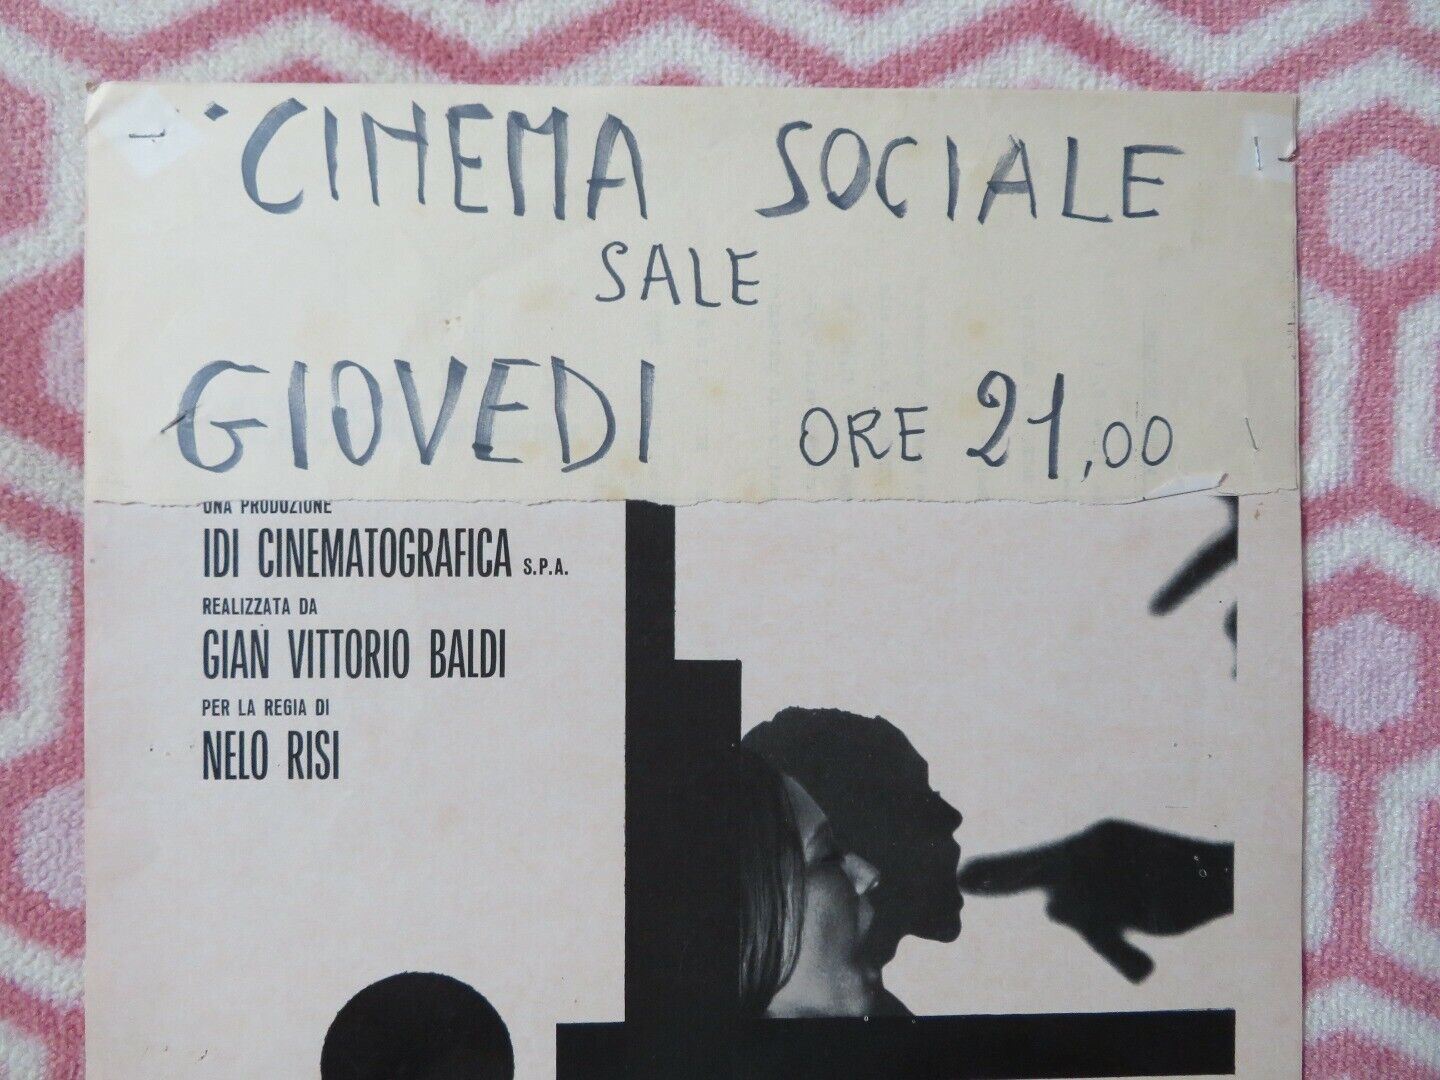 CINEMA SOCIALE
SALE
GIOVEDI ORE 21,00
UNA PRODUZIONE
IDI CINEMATOGRAFICA S.P.A.
REALIZZATA DA
GIAN VITTORIO BALDI
PER LA REGIA DI
NELO RISI